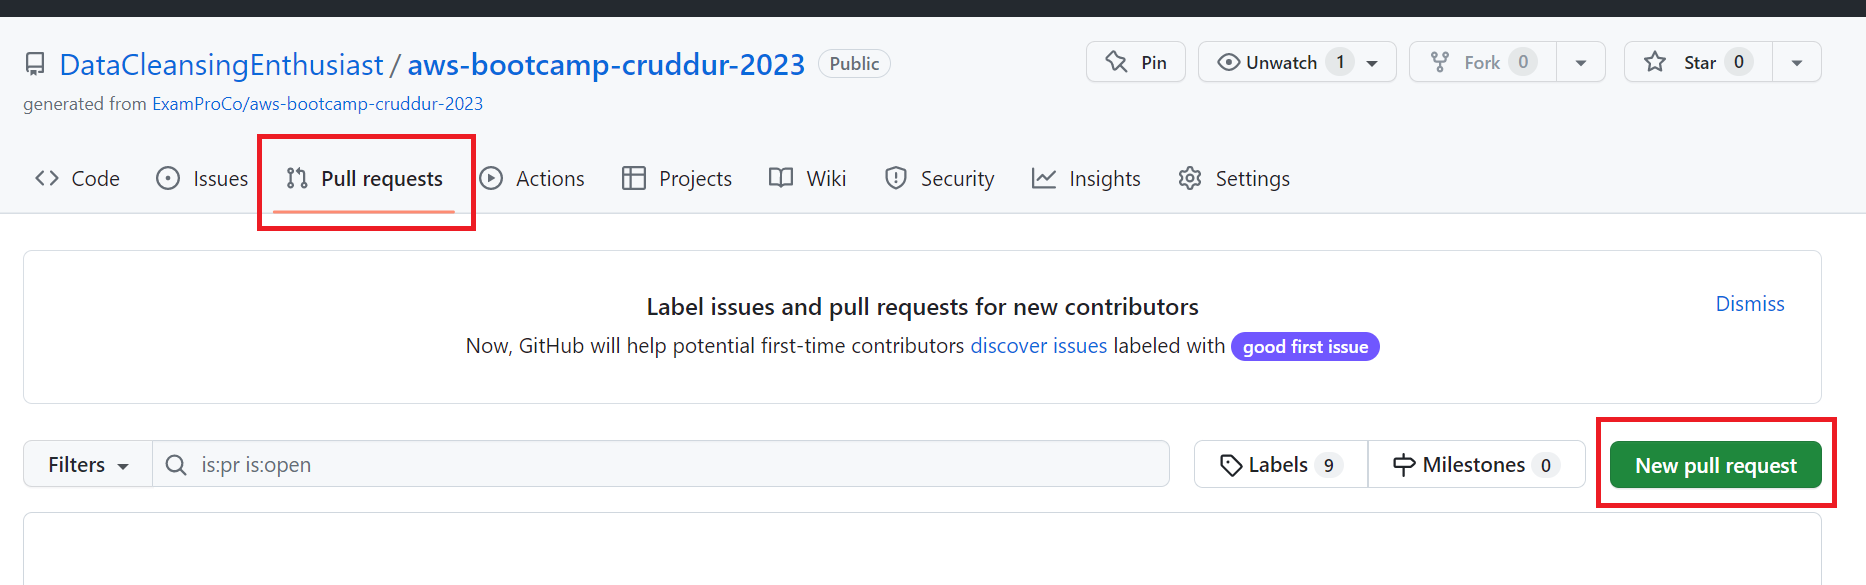 DataCleansingEnthusiast / aws-bootcamp-cruddur-2023 Public Pin Unwatch 1 Fork 0 Star 0
generated from ExamProCo/aws-bootcamp-cruddur-2023
Code Issues Pull requests Actions Projects Wiki Security Insights Settings
Label issues and pull requests for new contributors Dismiss
Now, GitHub will help potential first-time contributors discover issues labeled with good first issue
Filters is:pr is:open Labels 9 Milestones 0 New pull request